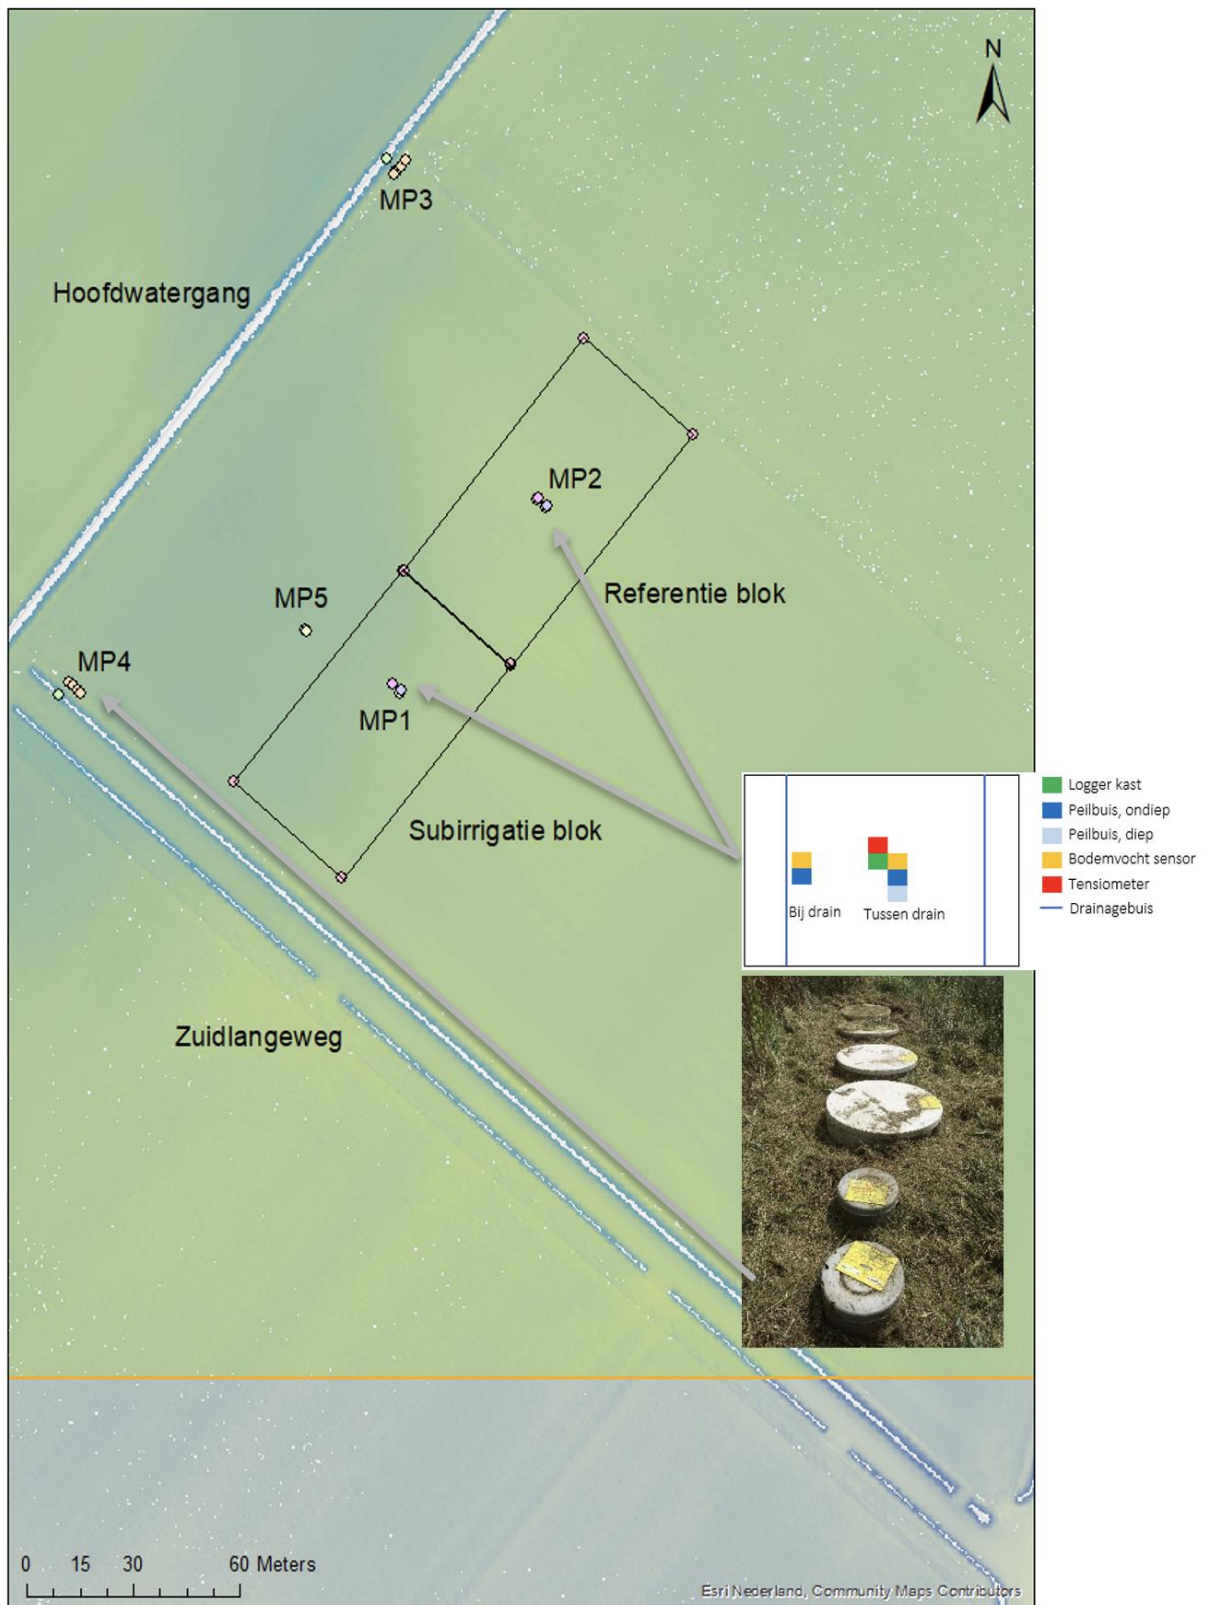 N
MP3
Hoofdwatergang
MP2
Referentie blok
MP5
MP4
MP1
Subirrigatie blok
Logger kast
Peilbuis, ondiep
Peilbuis, diep
Bodemvocht sensor
Tensiometer
Drainagebuis
Bij drain
Tussen drain
Zuidlangeweg
0 15 30 60 Meters
Esri Nederland, Community Maps Contributors